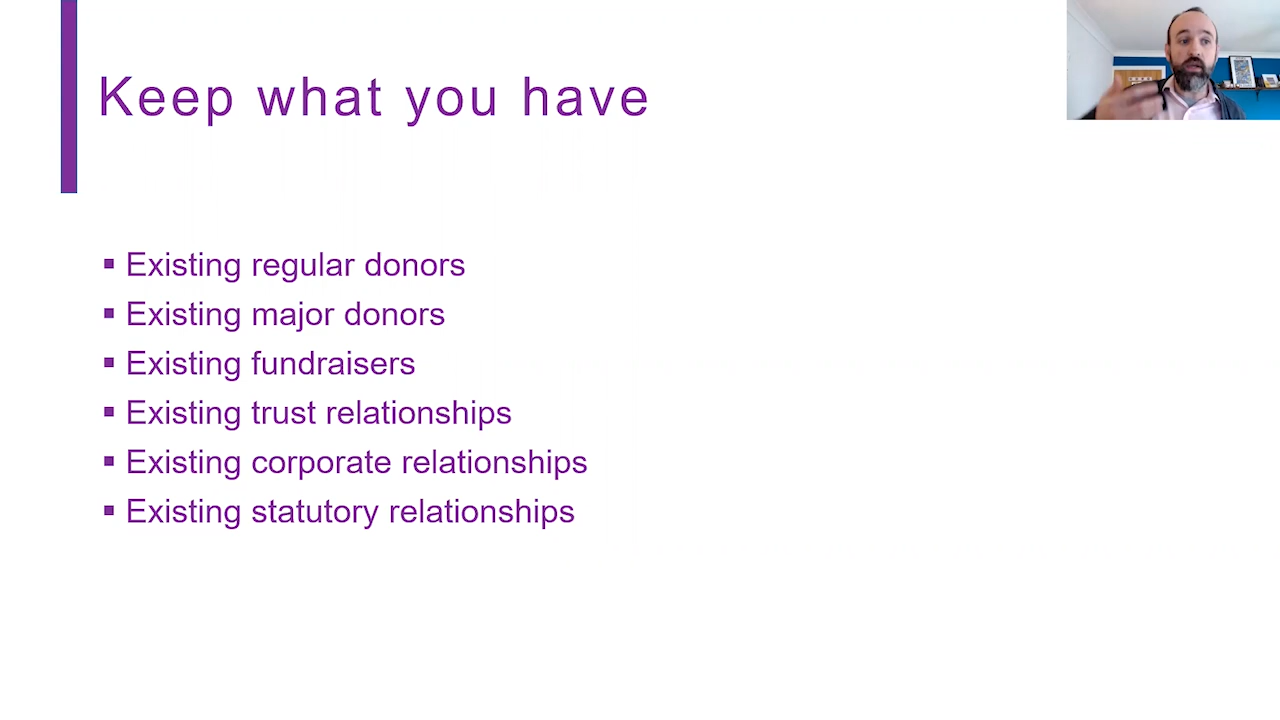 Keep what you have
▪ Existing regular donors
▪ Existing major donors
▪ Existing fundraisers
▪ Existing trust relationships
▪ Existing corporate relationships
▪ Existing statutory relationships